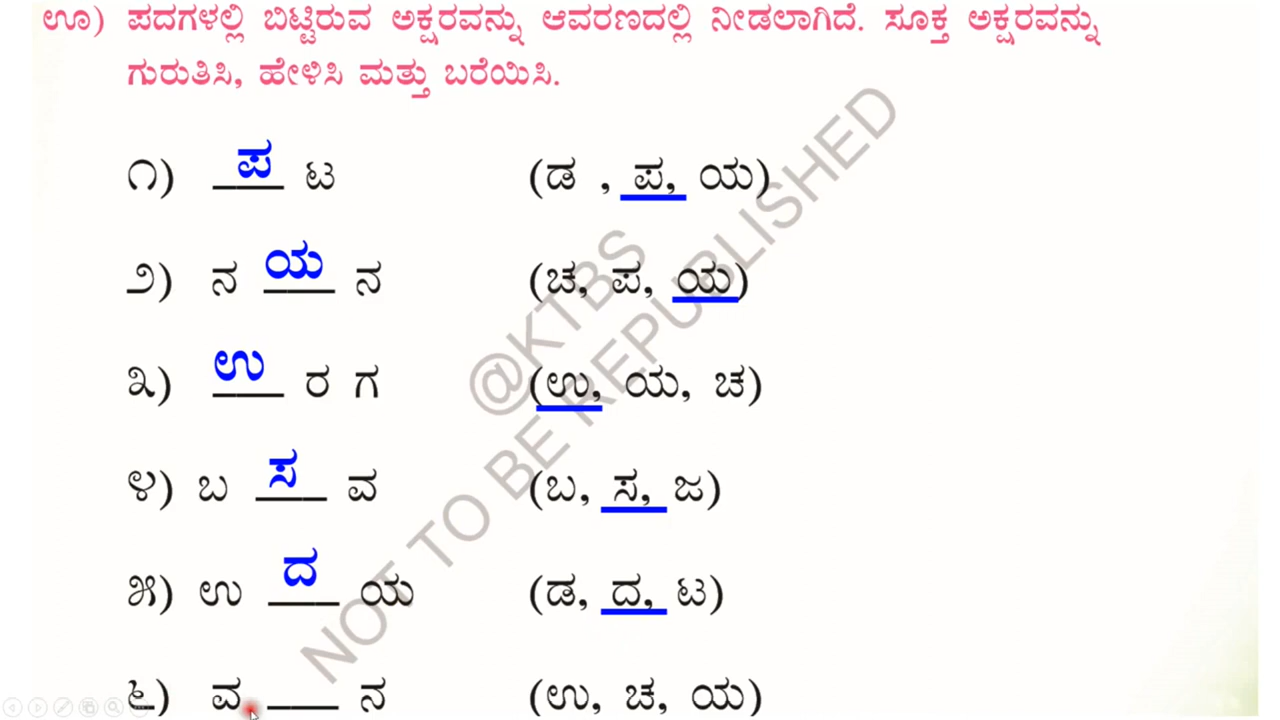 ಊ) ಪದಗಳಲ್ಲಿ ಬಿಟ್ಟಿರುವ ಅಕ್ಷರವನ್ನು ಆವರಣದಲ್ಲಿ ನೀಡಲಾಗಿದೆ. ಸೂಕ್ತ ಅಕ್ಷರವನ್ನು
ಗುರುತಿಸಿ, ಹೇಳಿಸಿ ಮತ್ತು ಬರೆಯಿಸಿ.
೧) ಪ ಟ (ಡ , ಪ, ಯ)
೨) ನ ಯ ನ (ಚ, ಪ, ಯ)
೩) ಉ ರ ಗ (ಉ, ಯ, ಚ)
೪) ಬ ಸ ವ (ಬ, ಸ, ಜ)
೫) ಉ ದ ಯ (ಡ, ದ, ಟ)
೬) ವ ___ ನ (ಉ, ಚ, ಯ)
@KTBS
NOT TO BE REPUBLISHED